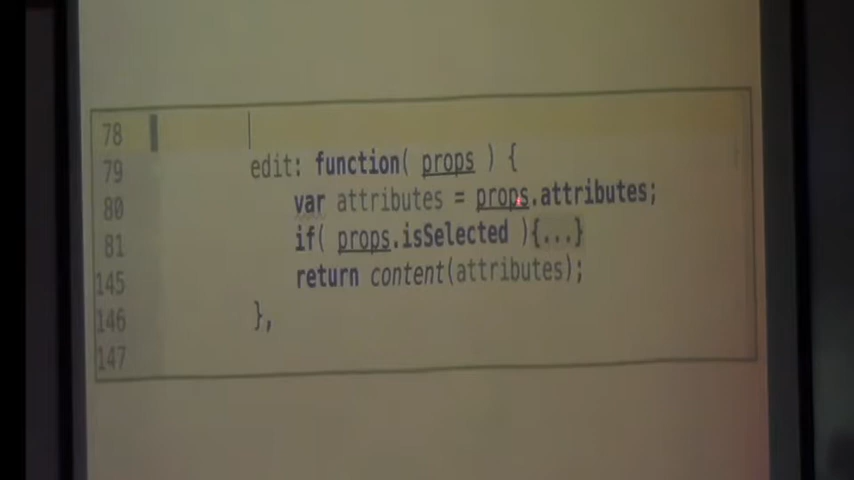 78
79 edit: function( props ) {
80 var attributes = props.attributes;
81 if( props.isSelected ){...}
145 return content(attributes);
146 },
147